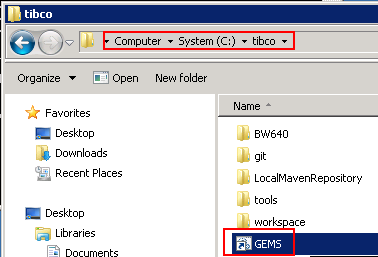 tibco
Computer System (C:) tibco
Organize Open New folder
Favorites
Desktop
Downloads
Recent Places
Desktop
Libraries
Documents
Name
BW640
git
LocalMavenRepository
tools
workspace
GEMS